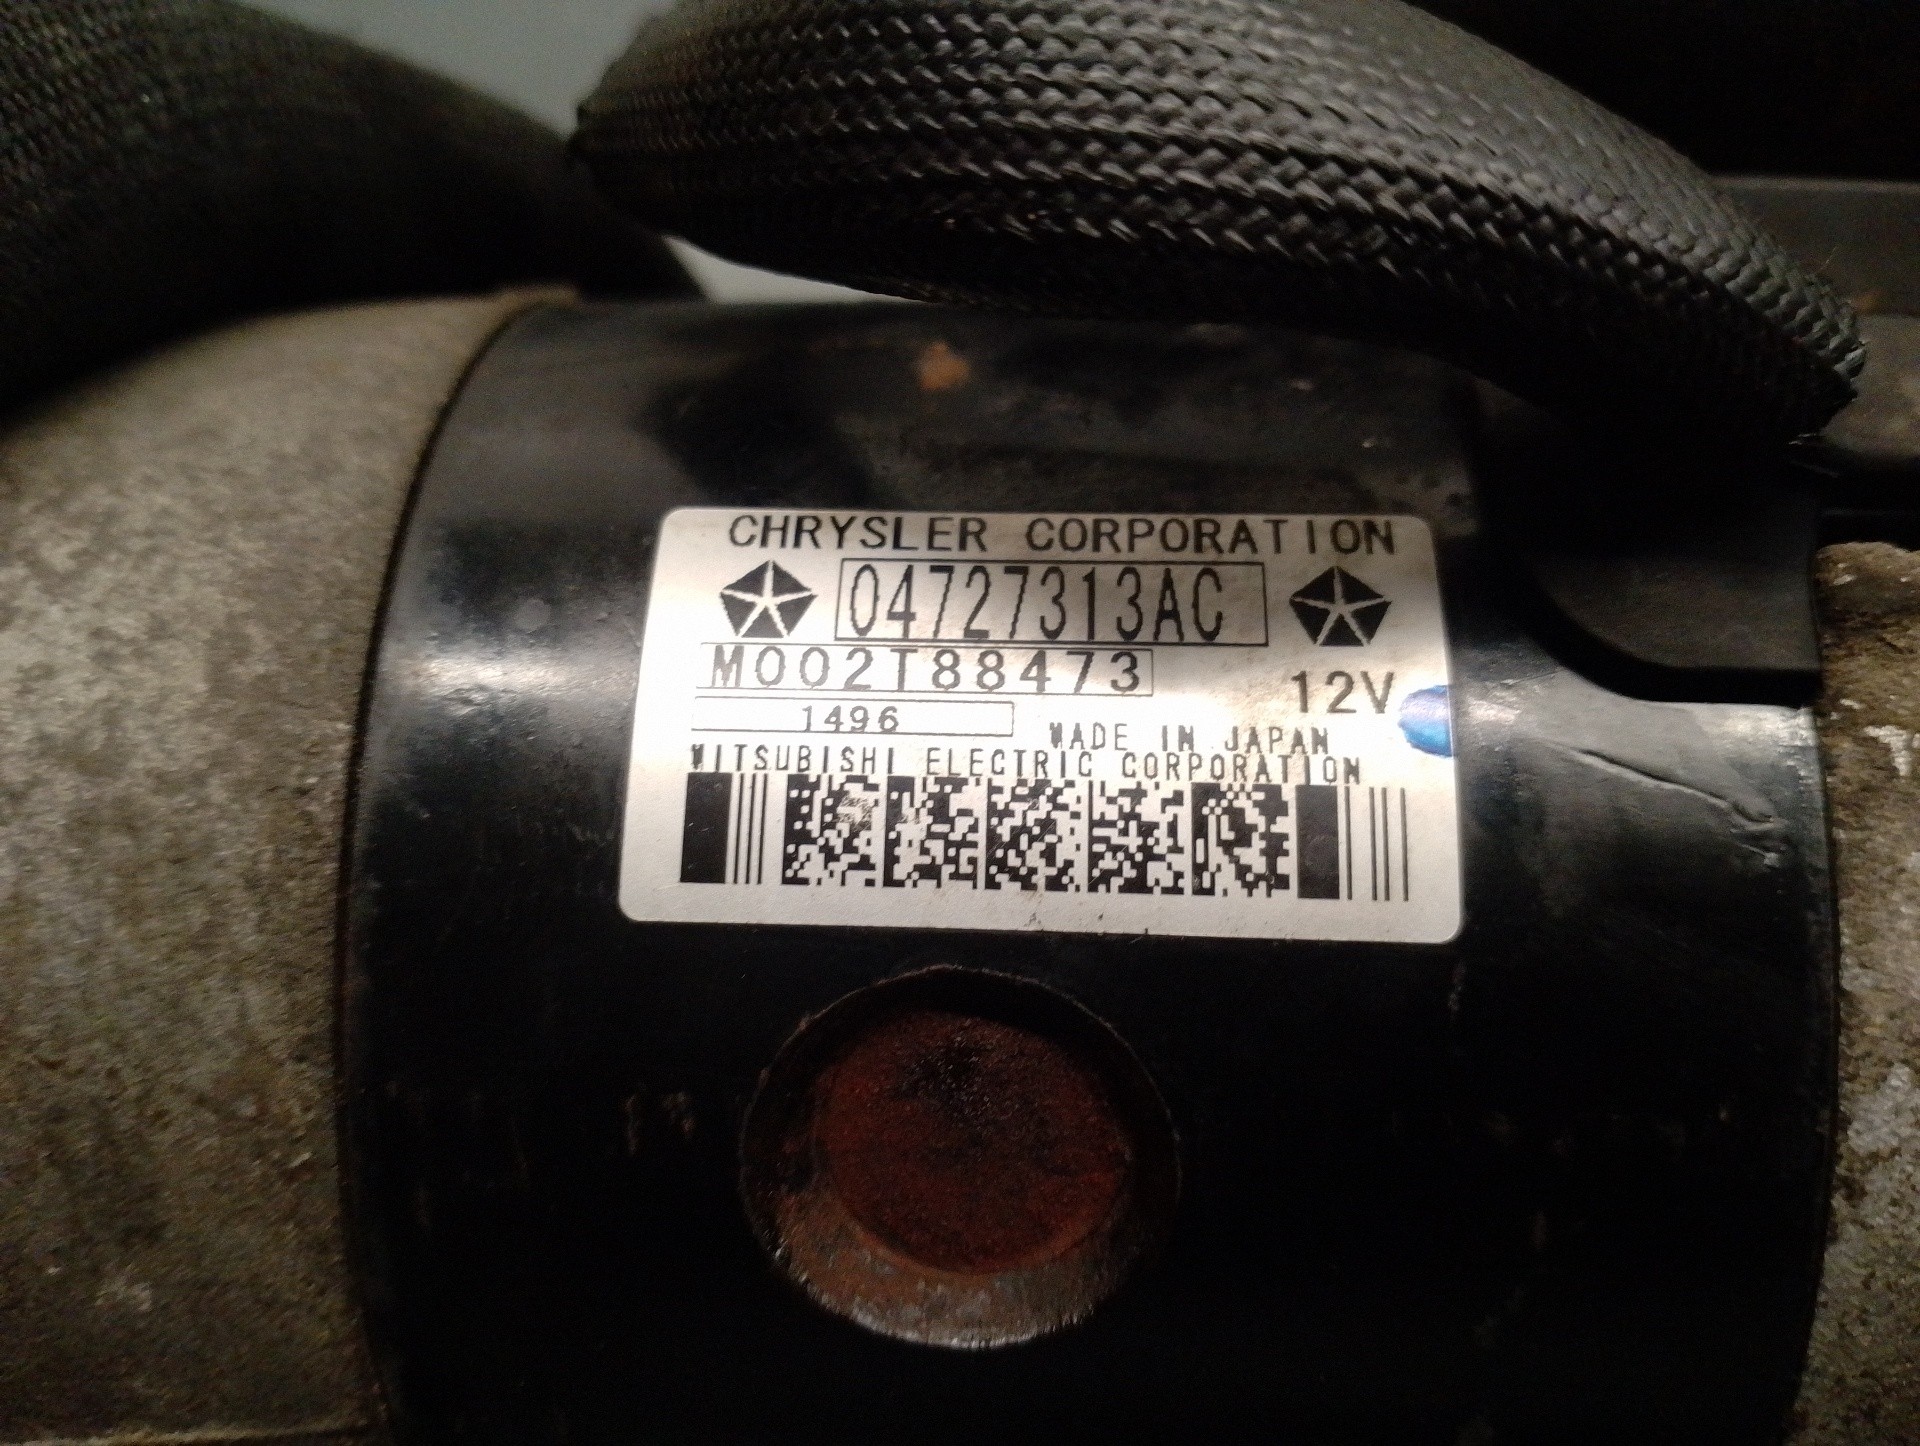 CHRYSLER CORPORATION
04727313AC
M002T88473
12V
1496
MADE IN JAPAN
MITSUBISHI ELECTRIC CORPORATION